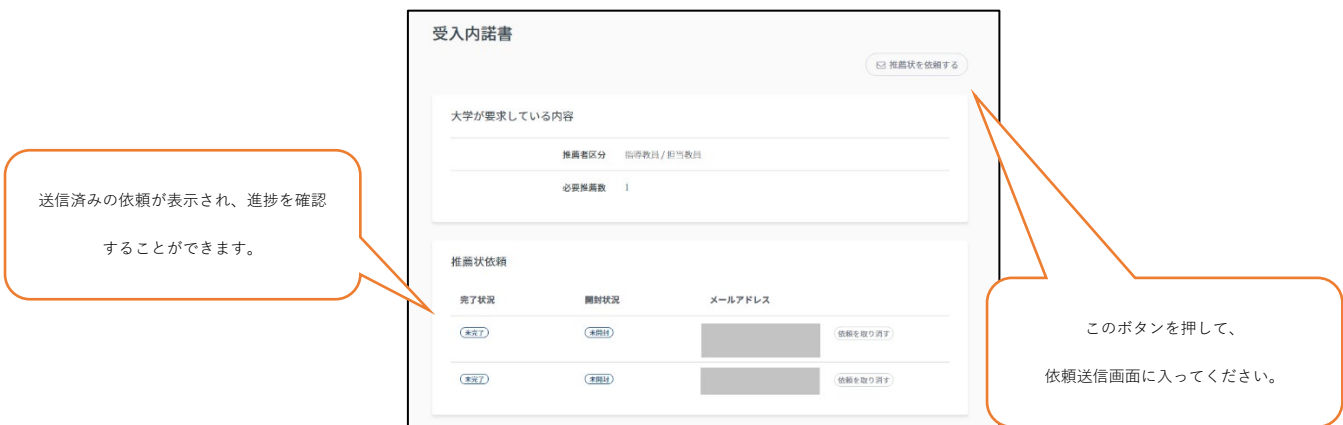 受入内諾書
推薦状を依頼する
大学が要求している内容
推薦者区分 指導教員 / 担当教員
必要推薦数 1
送信済みの依頼が表示され、進捗を確認
することができます。
推薦状依頼
完了状況 開封状況 メールアドレス
未完了 未開封 依頼を取り消す
未完了 未開封 依頼を取り消す
このボタンを押して、
依頼送信画面に入ってください。